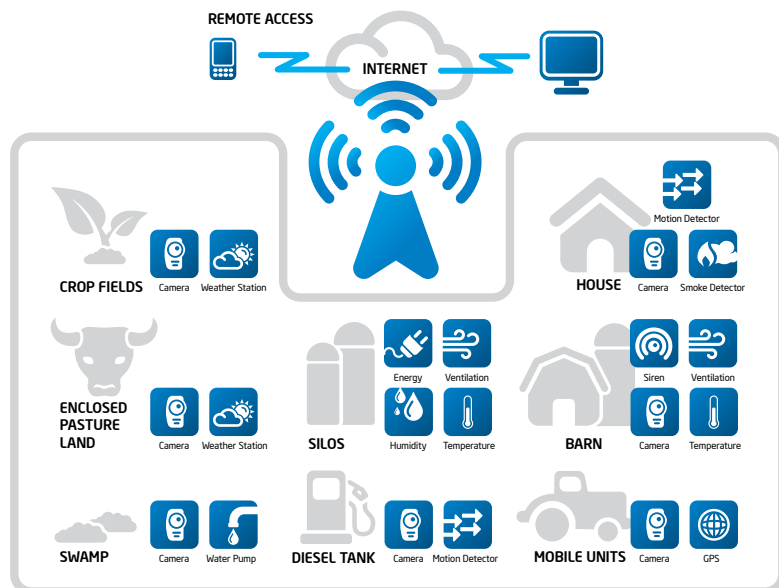 REMOTE ACCESS
INTERNET
Motion Detector
CROP FIELDS
Camera
Weather Station
HOUSE
Camera
Smoke Detector
Energy
Ventilation
Siren
Ventilation
ENCLOSED
PASTURE
LAND
Camera
Weather Station
SILOS
Humidity
Temperature
BARN
Camera
Temperature
SWAMP
Camera
Water Pump
DIESEL TANK
Camera
Motion Detector
MOBILE UNITS
Camera
GPS